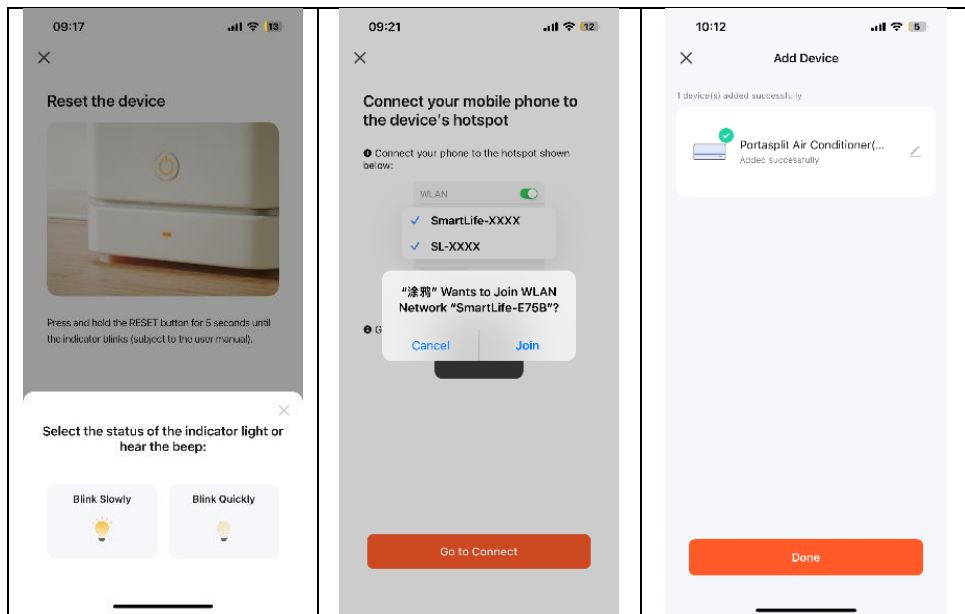 09:17
13
Reset the device
Press and hold the RESET button for 5 seconds until
the indicator blinks (subject to the user manual).
Select the status of the indicator light or
hear the beep:
Blink Slowly
Blink Quickly
09:21
12
Connect your mobile phone to
the device's hotspot
❶ Connect your phone to the hotspot shown
below:
WLAN
SmartLife-XXXX
SL-XXXX
“涂鸦” Wants to Join WLAN
Network “SmartLife-E75B”?
Cancel
Join
❷ G
Go to Connect
10:12
5
Add Device
1 device(s) added successfully
Portasplit Air Conditioner(...
Added successfully
Done